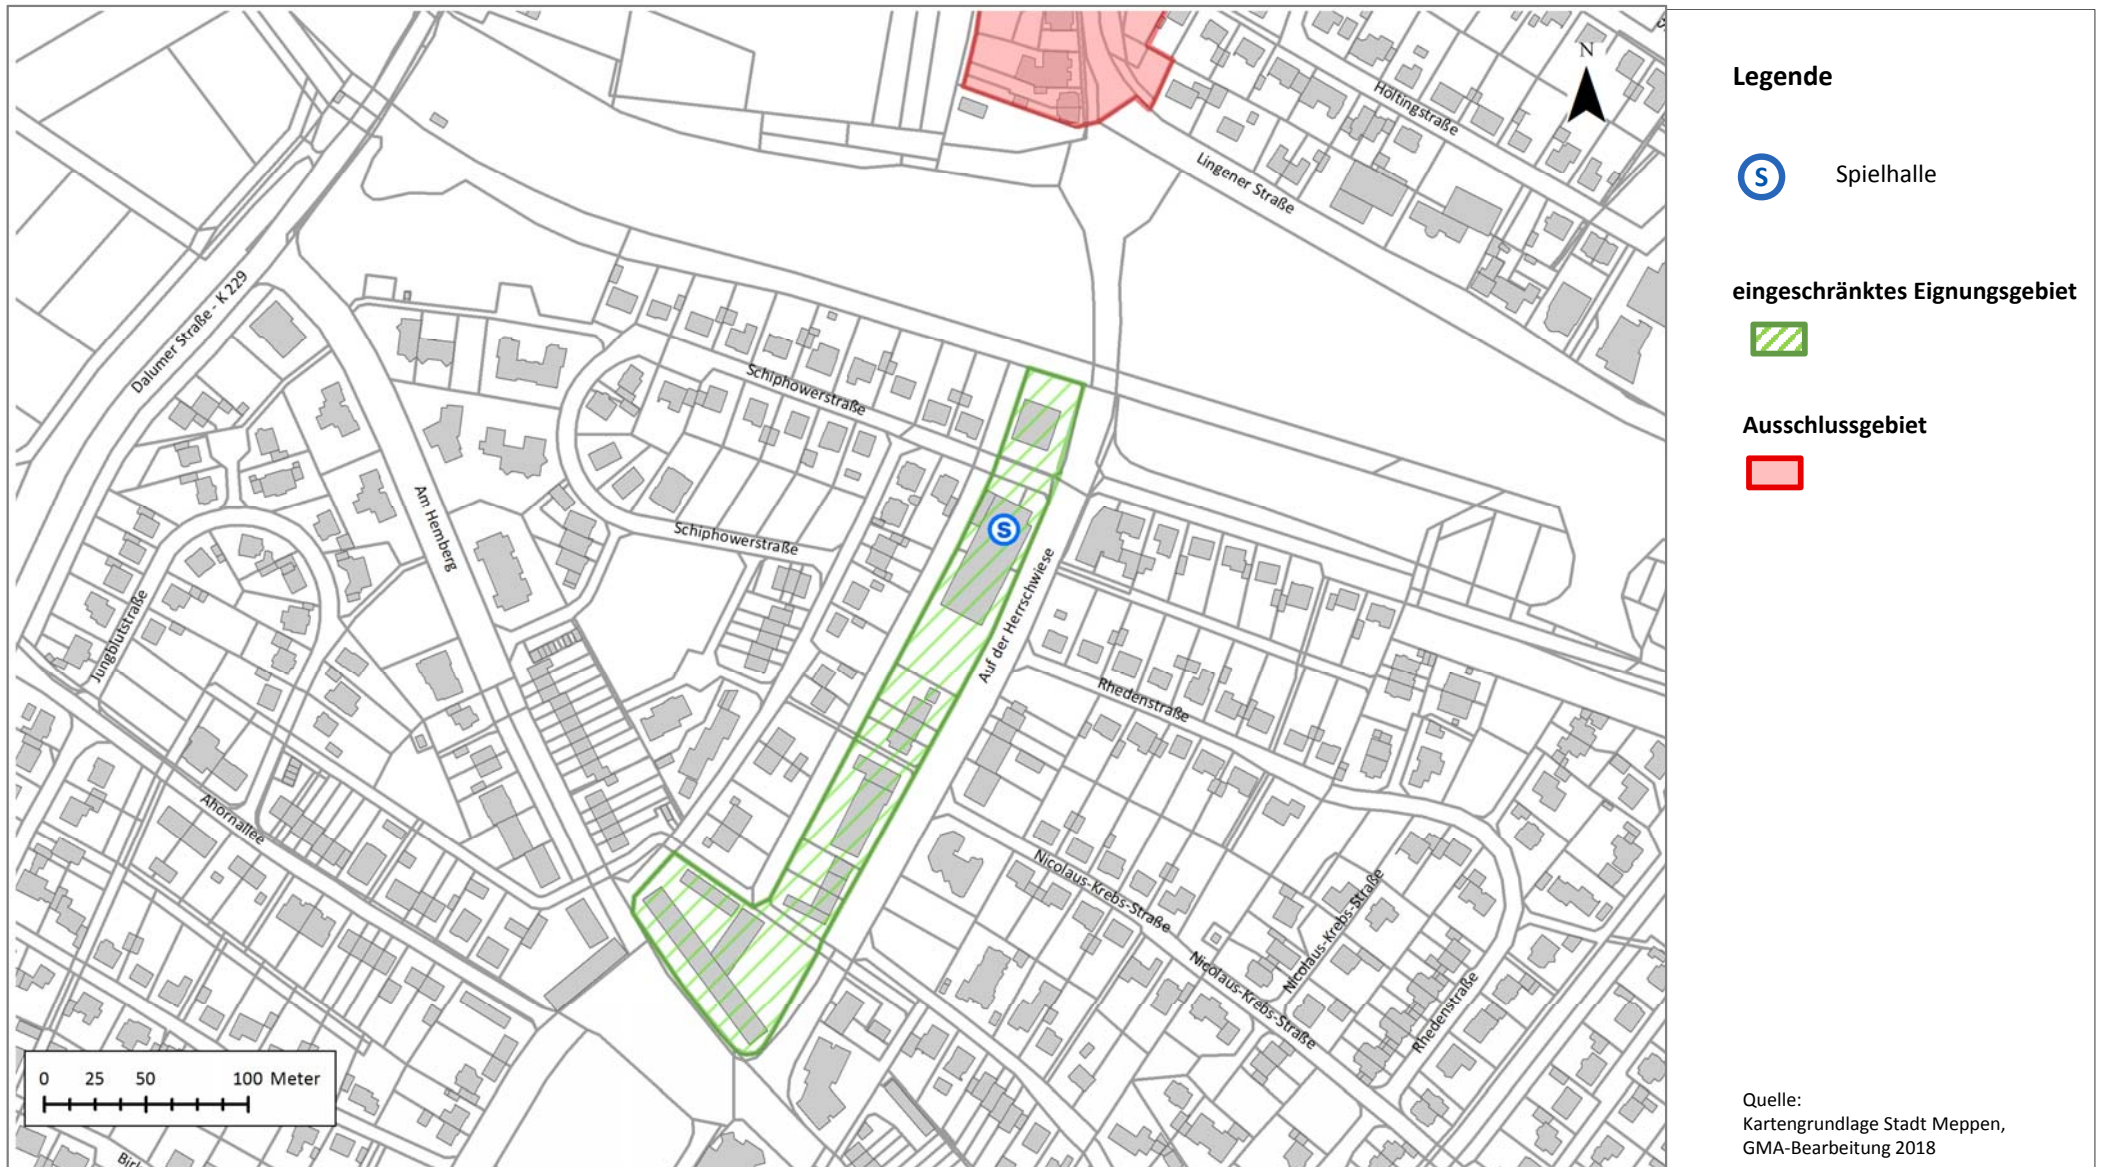 N
Höltingstraße
Lingener Straße
Dalumer Straße - K 229
Schiphowerstraße
Am Hemberg
Schiphowerstraße
Auf der Herrschwiese
Jungblutstraße
Rhedenstraße
Ahornallee
Nicolaus-Krebs-Straße
Nicolaus-Krebs-Straße
Nicolaus-Krebs-Straße
Rhedenstraße
0 25 50 100 Meter
Legende
S Spielhalle
eingeschränktes Eignungsgebiet
Ausschlussgebiet
S
Quelle:
Kartengrundlage Stadt Meppen,
GMA-Bearbeitung 2018